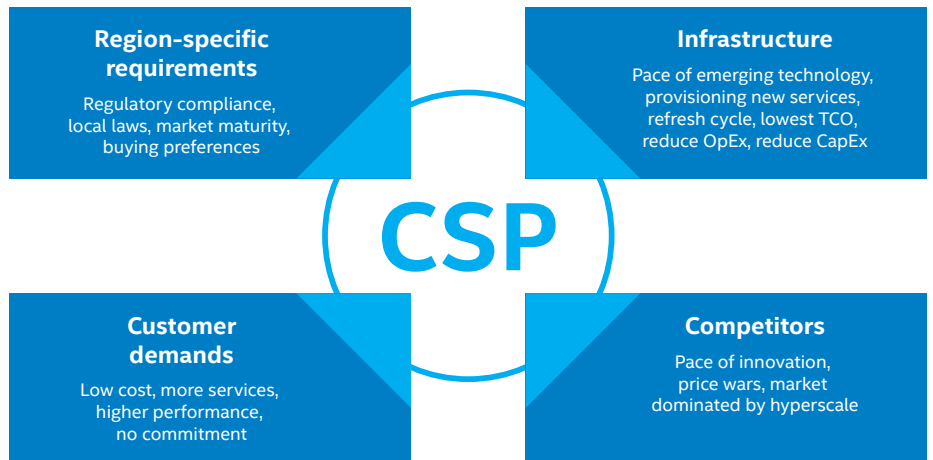 Region-specific
requirements
Regulatory compliance,
local laws, market maturity,
buying preferences
Infrastructure
Pace of emerging technology,
provisioning new services,
refresh cycle, lowest TCO,
reduce OpEx, reduce CapEx
CSP
Customer
demands
Low cost, more services,
higher performance,
no commitment
Competitors
Pace of innovation,
price wars, market
dominated by hyperscale